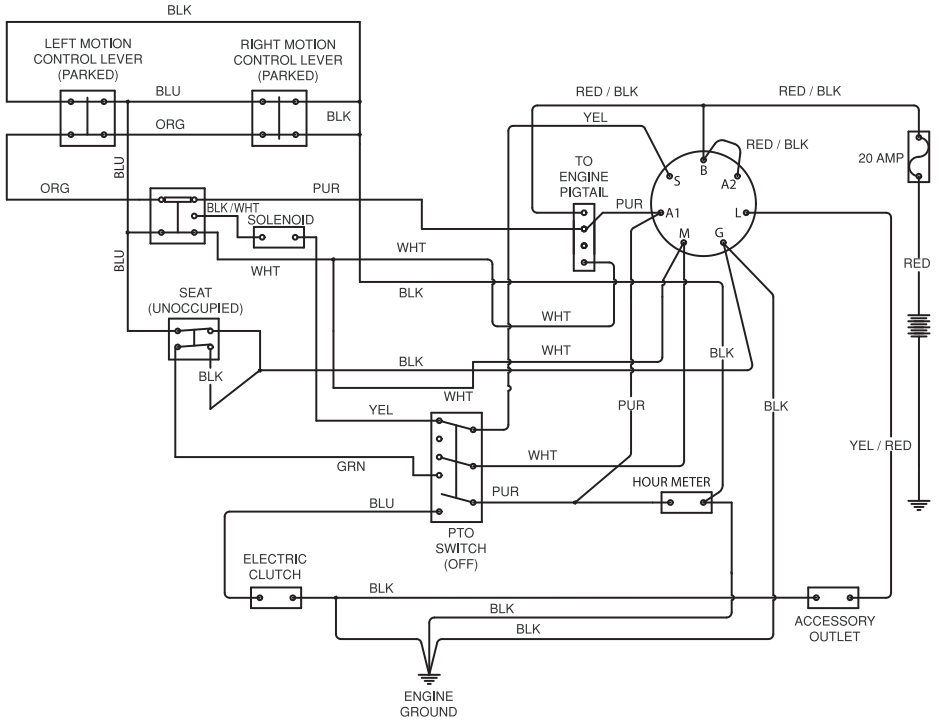 BLK
LEFT MOTION
CONTROL LEVER
(PARKED)
RIGHT MOTION
CONTROL LEVER
(PARKED)
BLU
BLK
ORG
RED / BLK
RED / BLK
YEL
RED / BLK
20 AMP
TO
ENGINE
PIGTAIL
BLU
S
B
A2
ORG
PUR
PUR
A1
L
BLK / WHT
SOLENOID
M
G
WHT
BLU
WHT
RED
SEAT
(UNOCCUPIED)
BLK
WHT
WHT
BLK
BLK
BLK
WHT
YEL
PUR
BLK
YEL / RED
WHT
GRN
HOUR METER
PUR
BLU
PTO
SWITCH
(OFF)
ELECTRIC
CLUTCH
BLK
BLK
BLK
ACCESSORY
OUTLET
ENGINE
GROUND